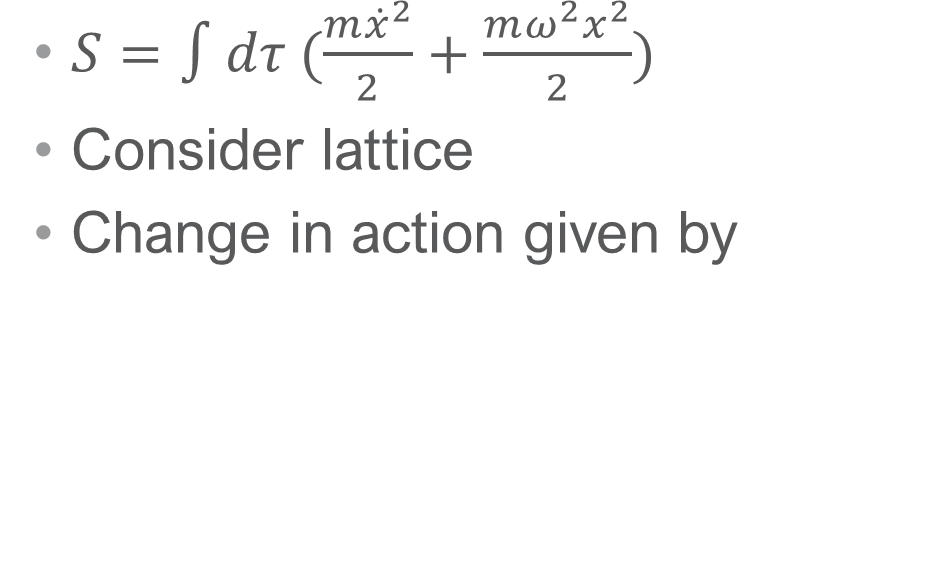 • S = ∫ dτ (mẋ²/2 + mω²x²/2)
• Consider lattice
• Change in action given by